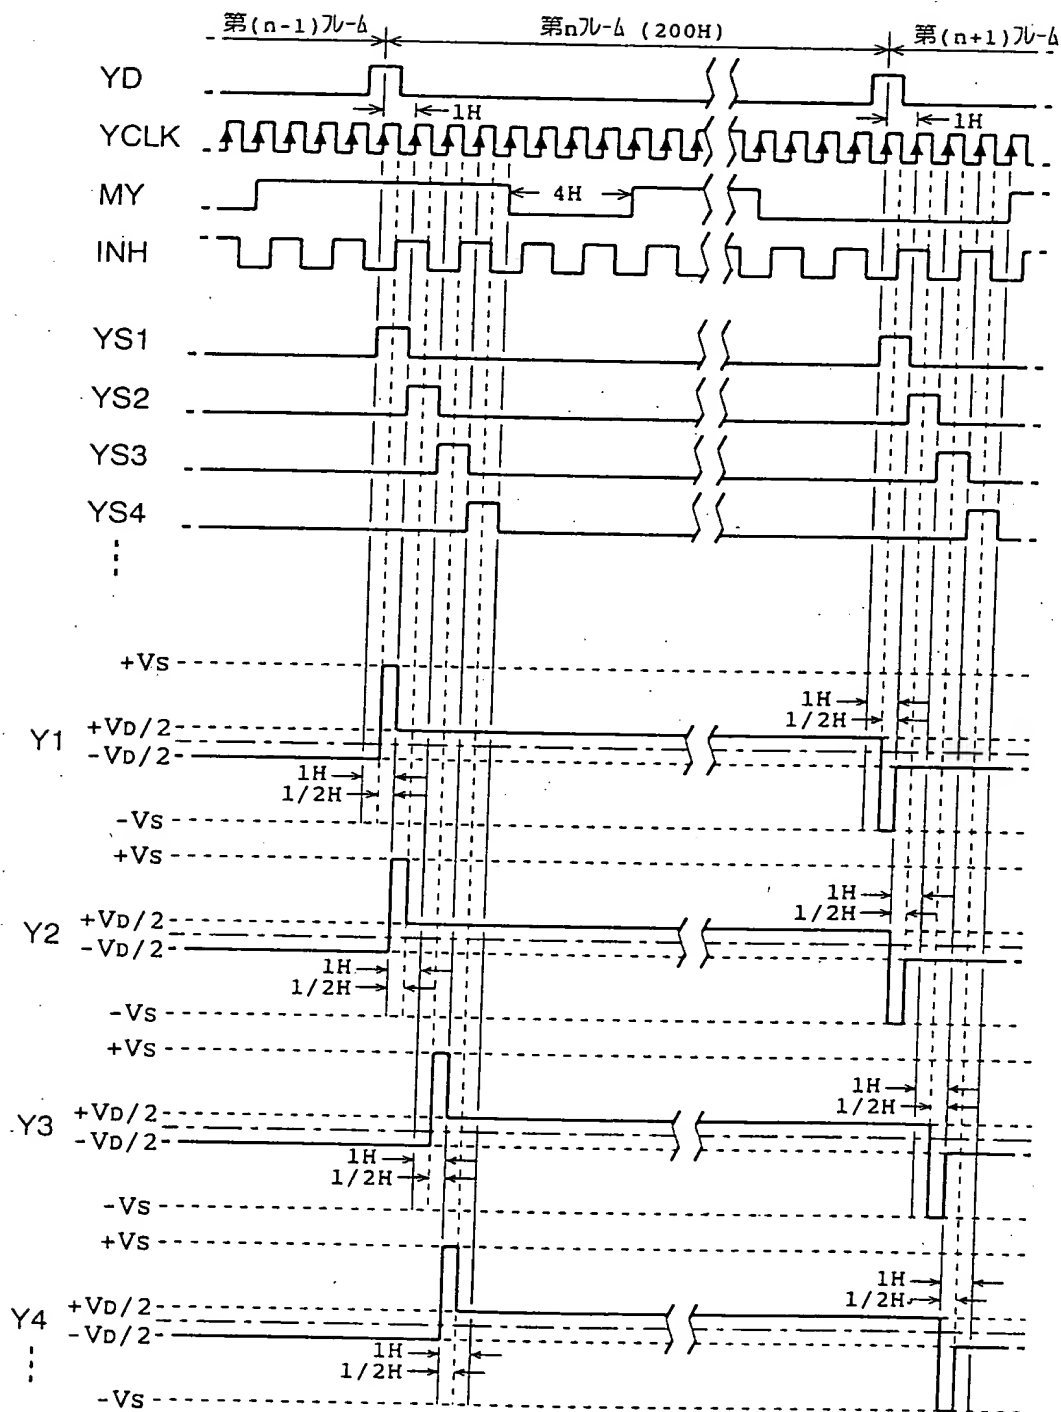 第(n-1)フレーム 第nフレーム (200H) 第(n+1)フレーム
YD
1H 1H
YCLK
MY 4H
INH
YS1
YS2
YS3
YS4
+VS
1H
1/2H
Y1 +VD/2
-VD/2
1H
1/2H
-VS
+VS
1H
1/2H
Y2 +VD/2
-VD/2
1H
1/2H
-VS
+VS
1H
1/2H
Y3 +VD/2
-VD/2
1H
1/2H
-VS
+VS
1H
1/2H
Y4 +VD/2
-VD/2
1H
1/2H
-VS